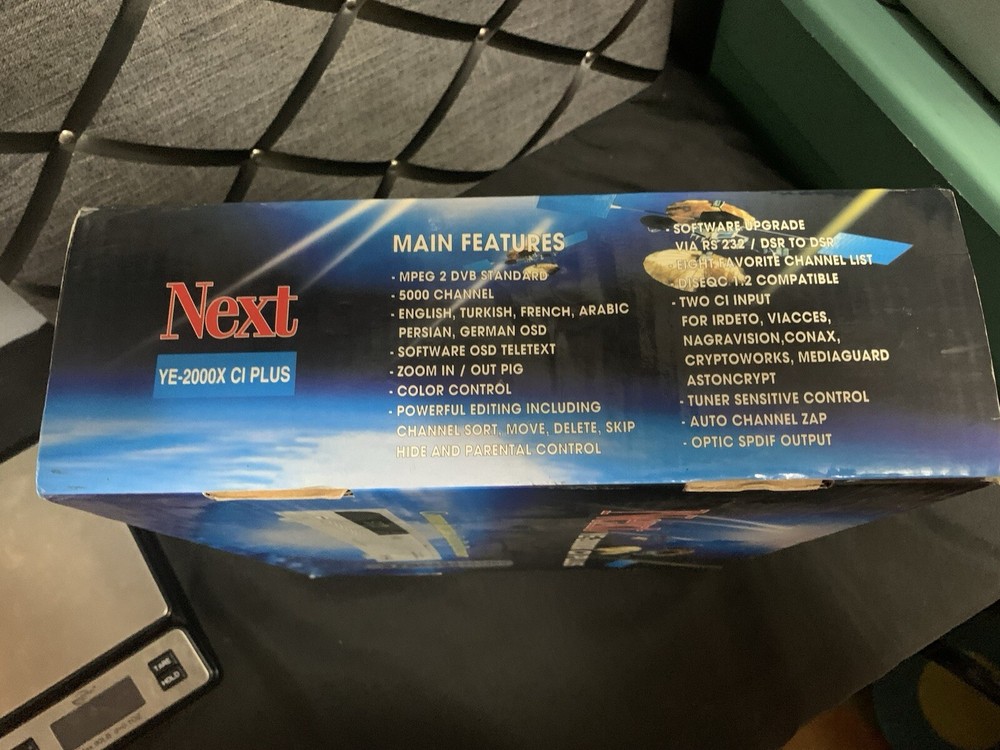 Next
YE-2000X CI PLUS
MAIN FEATURES
- MPEG 2 DVB STANDARD
- 5000 CHANNEL
- ENGLISH, TURKISH, FRENCH, ARABIC
PERSIAN, GERMAN OSD
- SOFTWARE OSD TELETEXT
- ZOOM IN / OUT PIG
- COLOR CONTROL
- POWERFUL EDITING INCLUDING
CHANNEL SORT, MOVE, DELETE, SKIP
HIDE AND PARENTAL CONTROL
- SOFTWARE UPGRADE
VIA RS 232 / DSR TO DSR
- EIGHT FAVORITE CHANNEL LIST
- DISEQC 1.2 COMPATIBLE
- TWO CI INPUT
FOR IRDETO, VIACCES,
NAGRAVISION,CONAX,
CRYPTOWORKS, MEDIAGUARD
ASTONCRYPT
- TUNER SENSITIVE CONTROL
- AUTO CHANNEL ZAP
- OPTIC SPDIF OUTPUT
TARE
HOLD